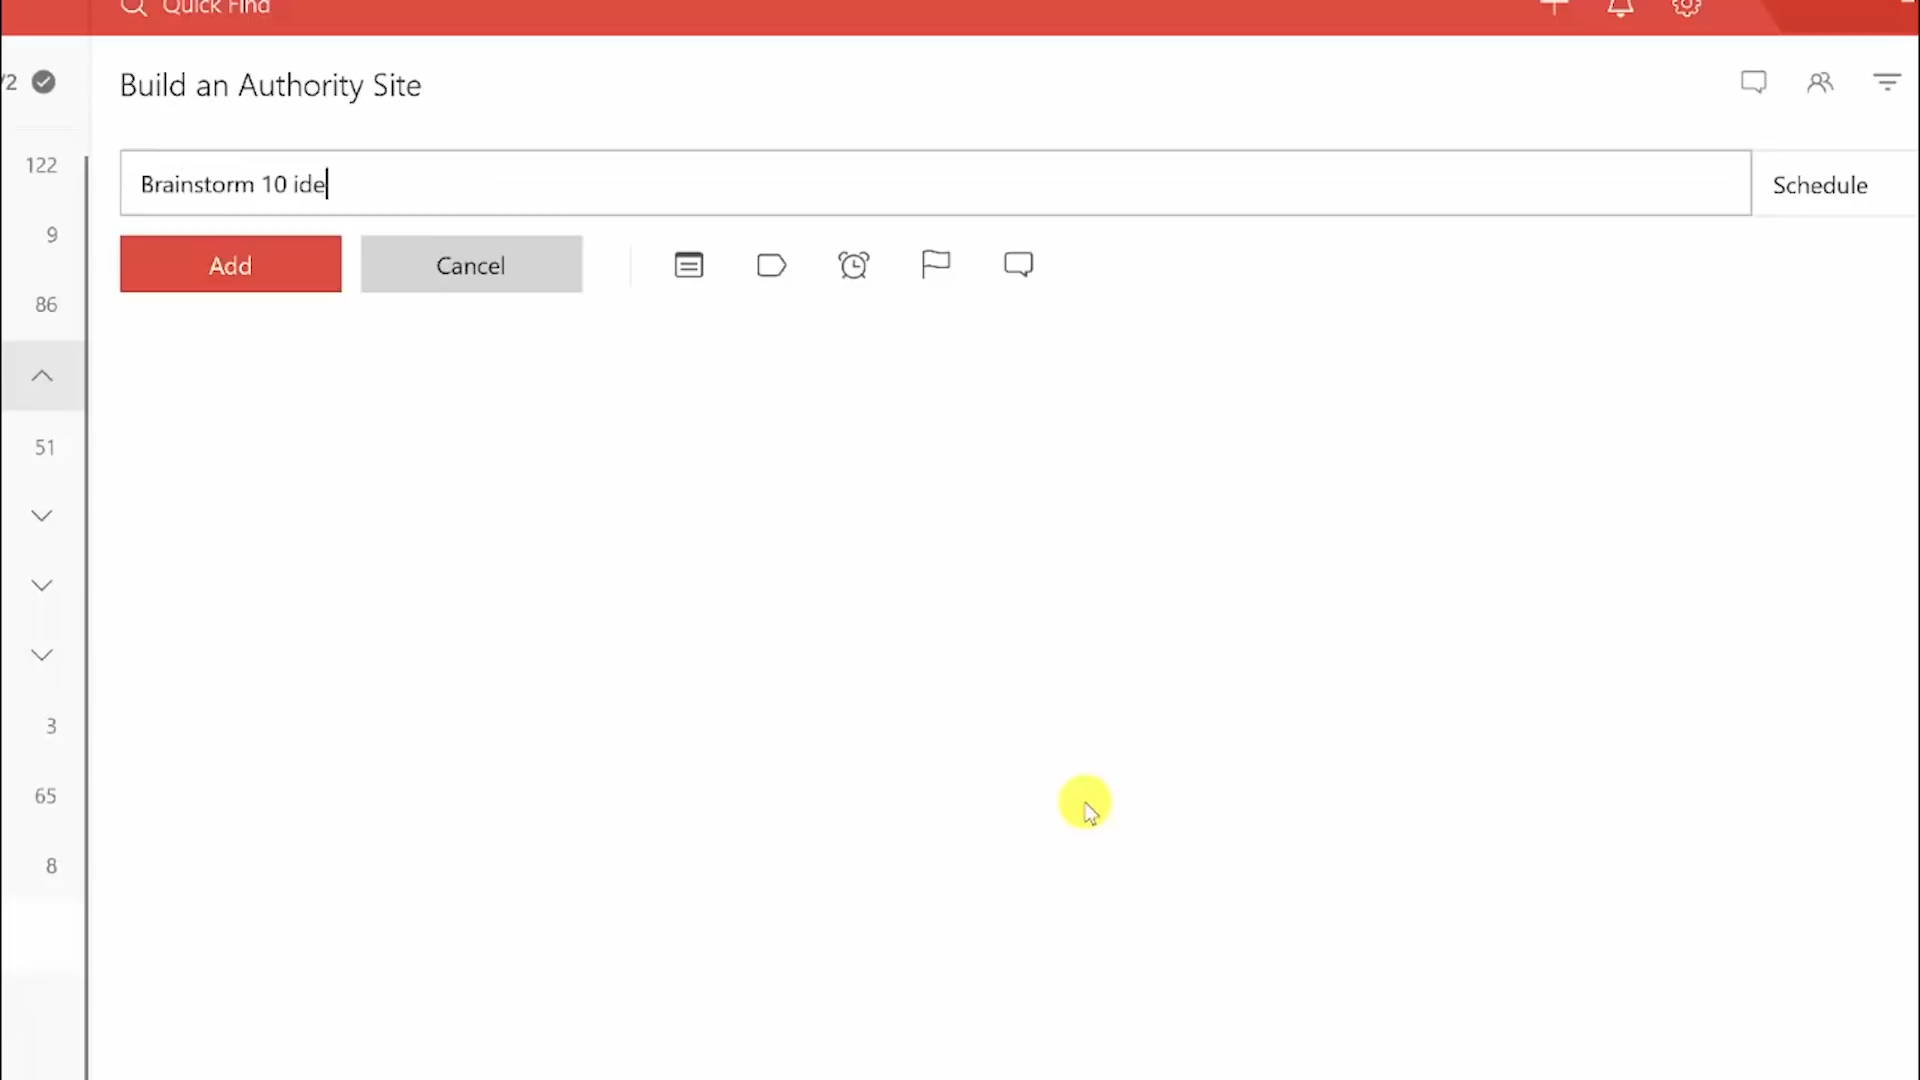 Quick Find
/2
Build an Authority Site
122
Brainstorm 10 ide
Schedule
9
Add
Cancel
86
51
3
65
8